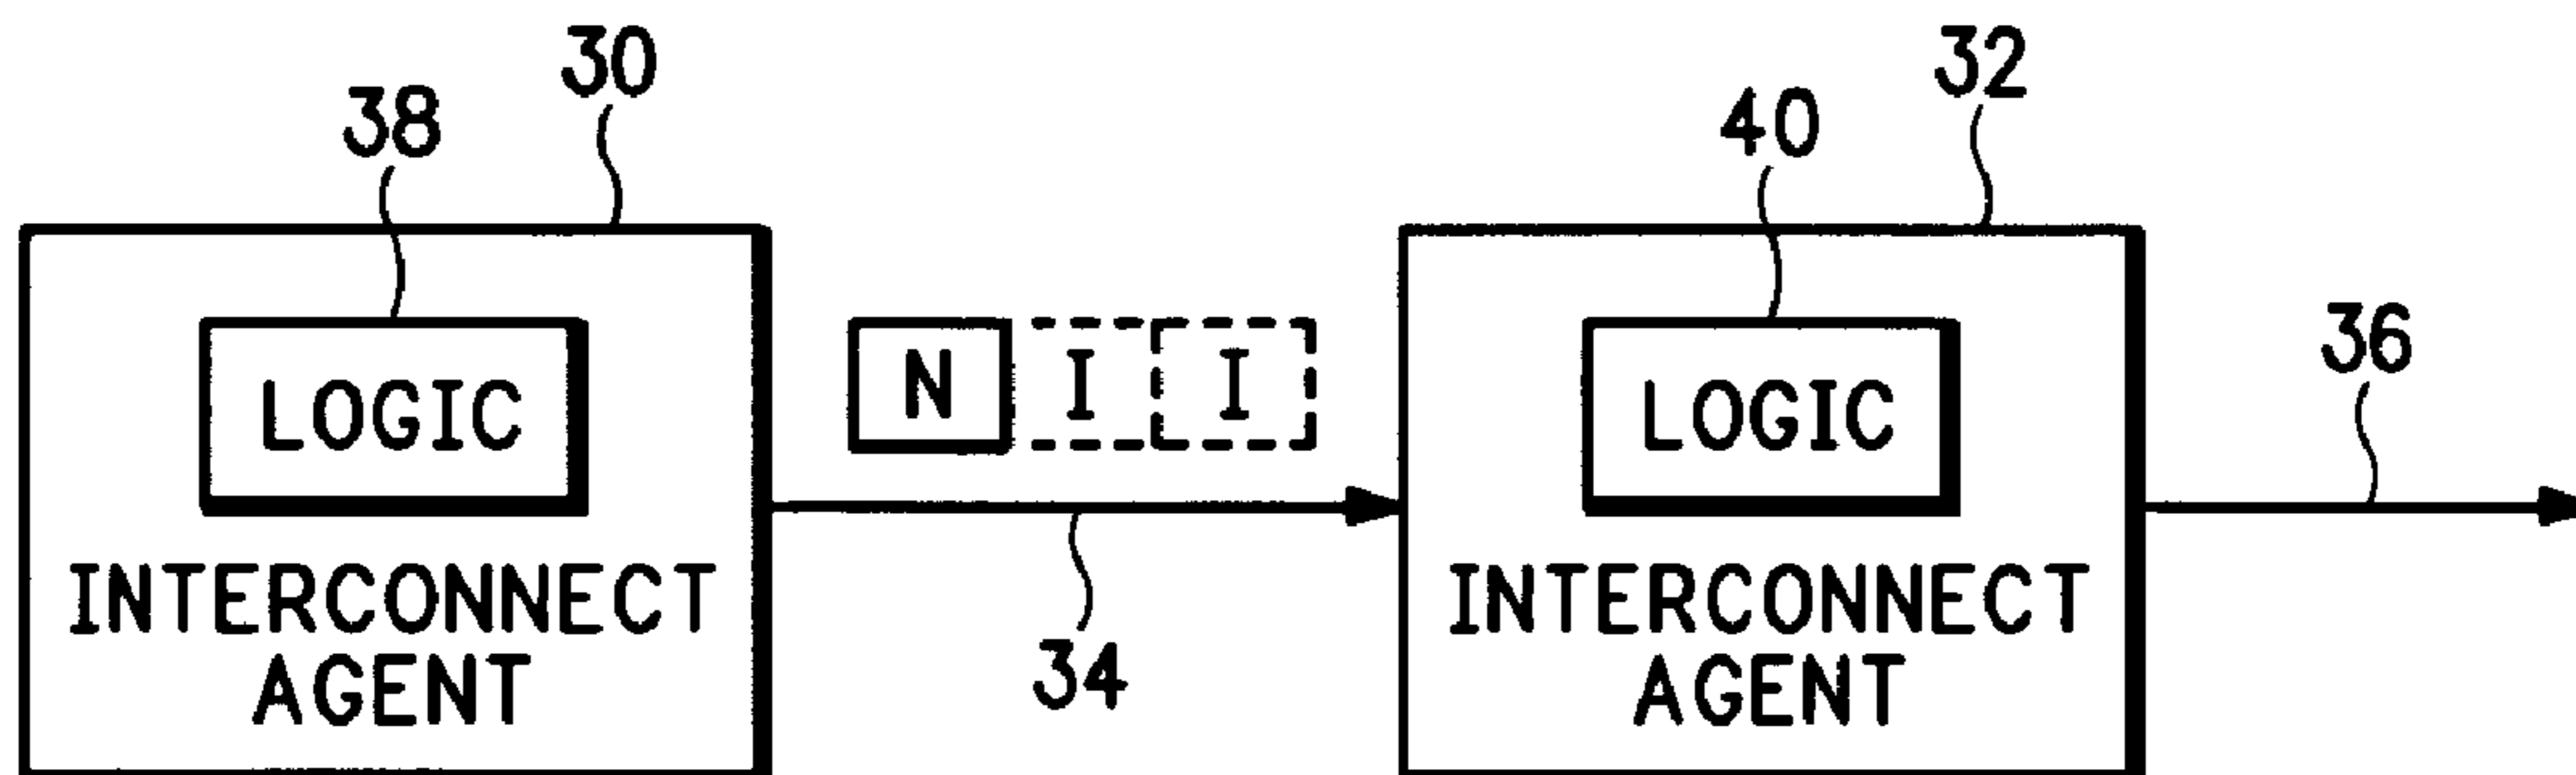 30
32
38
40
36
N I I
LOGIC
LOGIC
INTERCONNECT
AGENT
34
INTERCONNECT
AGENT